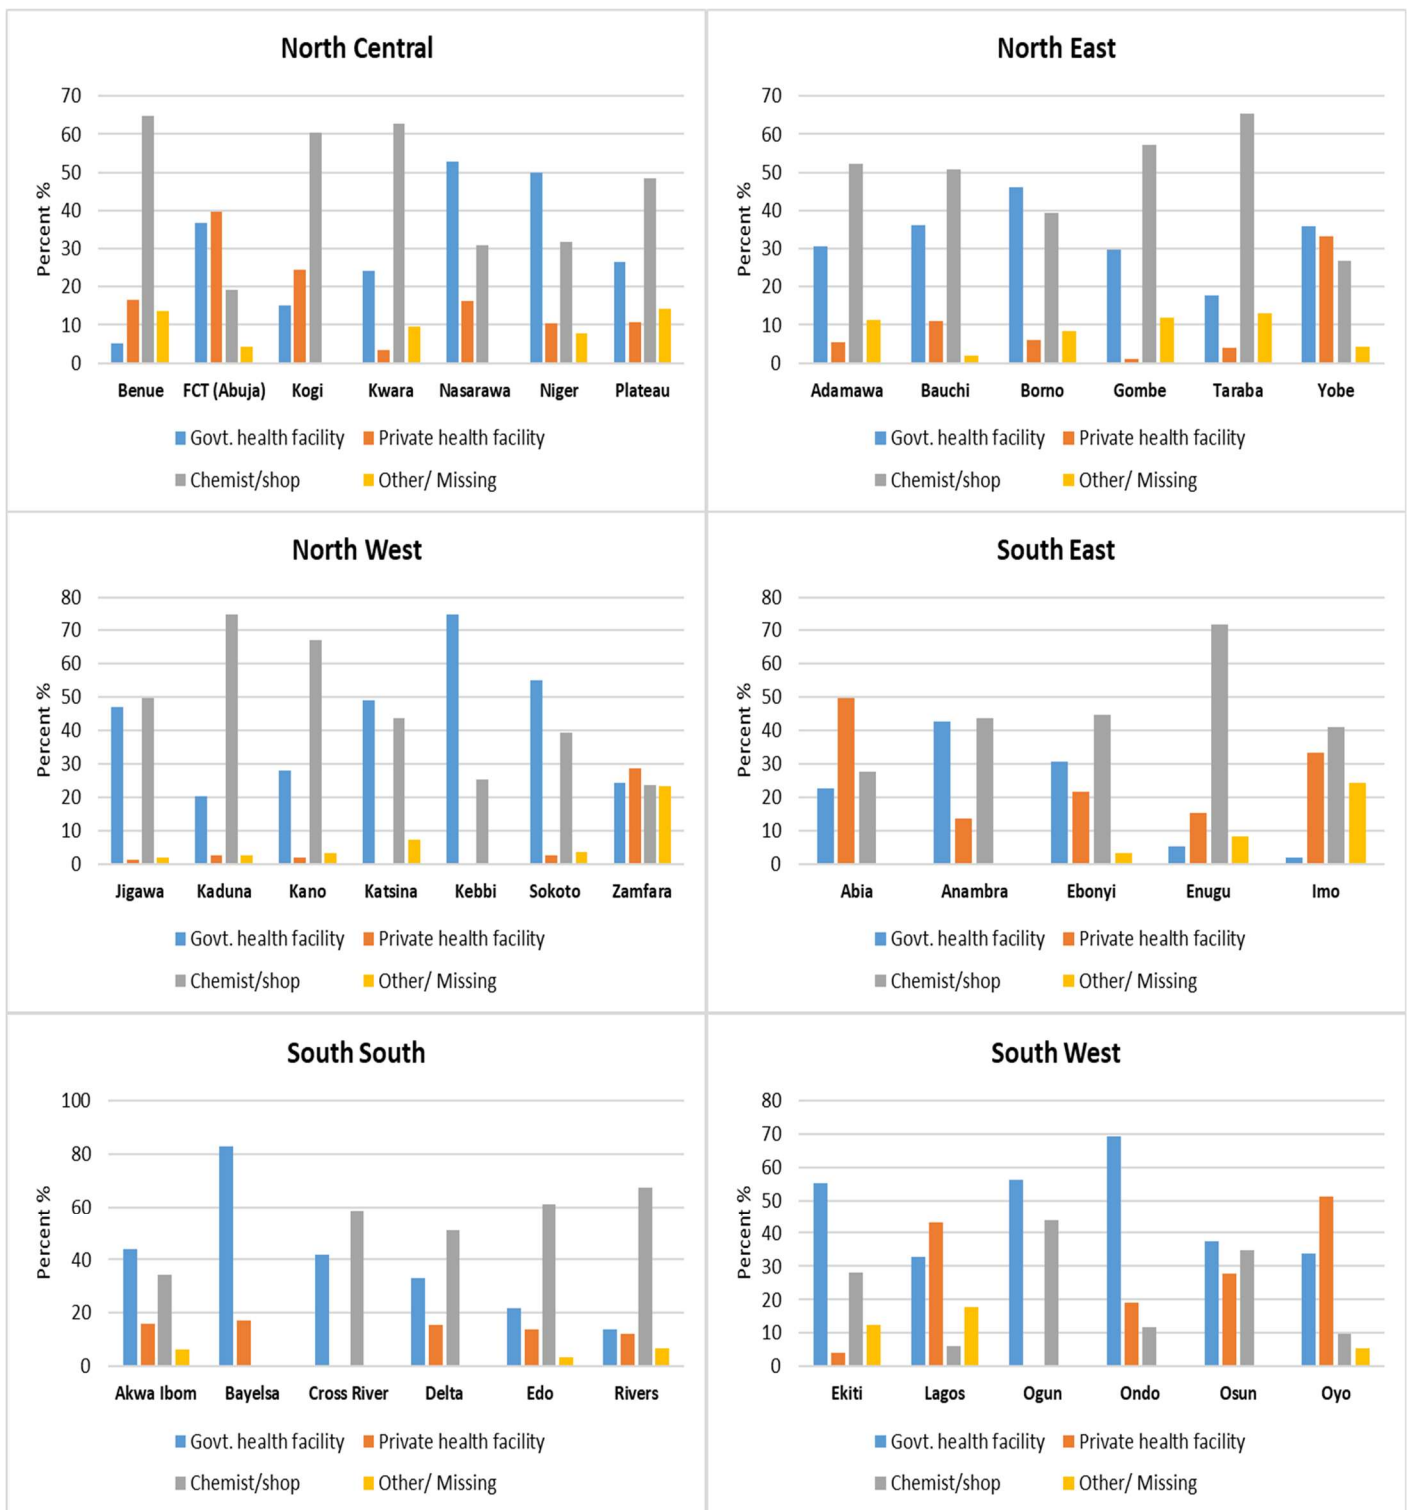 North Central
70
60
50
40
30
20
10
0
Percent %
Benue FCT (Abuja) Kogi Kwara Nasarawa Niger Plateau
Govt. health facility Private health facility
Chemist/shop Other/ Missing
North East
70
60
50
40
30
20
10
0
Percent %
Adamawa Bauchi Borno Gombe Taraba Yobe
Govt. health facility Private health facility
Chemist/shop Other/ Missing
North West
80
70
60
50
40
30
20
10
0
Percent %
Jigawa Kaduna Kano Katsina Kebbi Sokoto Zamfara
Govt. health facility Private health facility
Chemist/shop Other/ Missing
South East
80
70
60
50
40
30
20
10
0
Percent %
Abia Anambra Ebonyi Enugu Imo
Govt. health facility Private health facility
Chemist/shop Other/ Missing
South South
100
80
60
40
20
0
Percent %
Akwa Ibom Bayelsa Cross River Delta Edo Rivers
Govt. health facility Private health facility
Chemist/shop Other/ Missing
South West
80
70
60
50
40
30
20
10
0
Percent %
Ekiti Lagos Ogun Ondo Osun Oyo
Govt. health facility Private health facility
Chemist/shop Other/ Missing